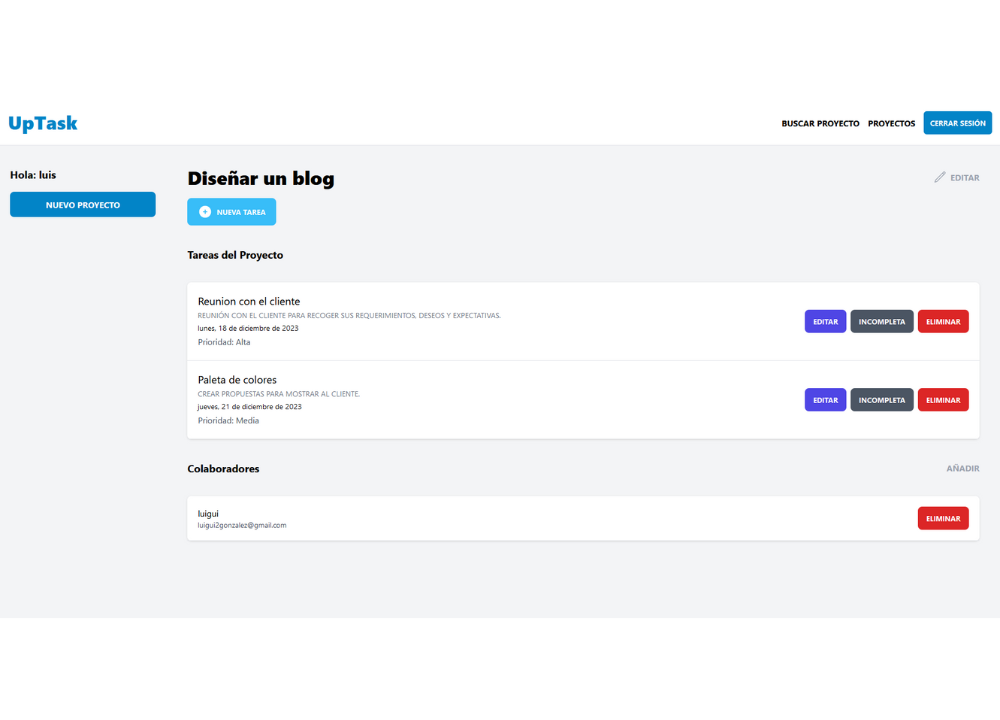 UpTask
BUSCAR PROYECTO PROYECTOS CERRAR SESIÓN
Hola: luis
NUEVO PROYECTO
Diseñar un blog
EDITAR
NUEVA TAREA
Tareas del Proyecto
Reunion con el cliente
REUNIÓN CON EL CLIENTE PARA RECOGER SUS REQUERIMIENTOS, DESEOS Y EXPECTATIVAS.
lunes, 18 de diciembre de 2023
Prioridad: Alta
EDITAR INCOMPLETA ELIMINAR
Paleta de colores
CREAR PROPUESTAS PARA MOSTRAR AL CLIENTE.
jueves, 21 de diciembre de 2023
Prioridad: Media
EDITAR INCOMPLETA ELIMINAR
Colaboradores
AÑADIR
luigui
luigui2gonzalez@gmail.com
ELIMINAR